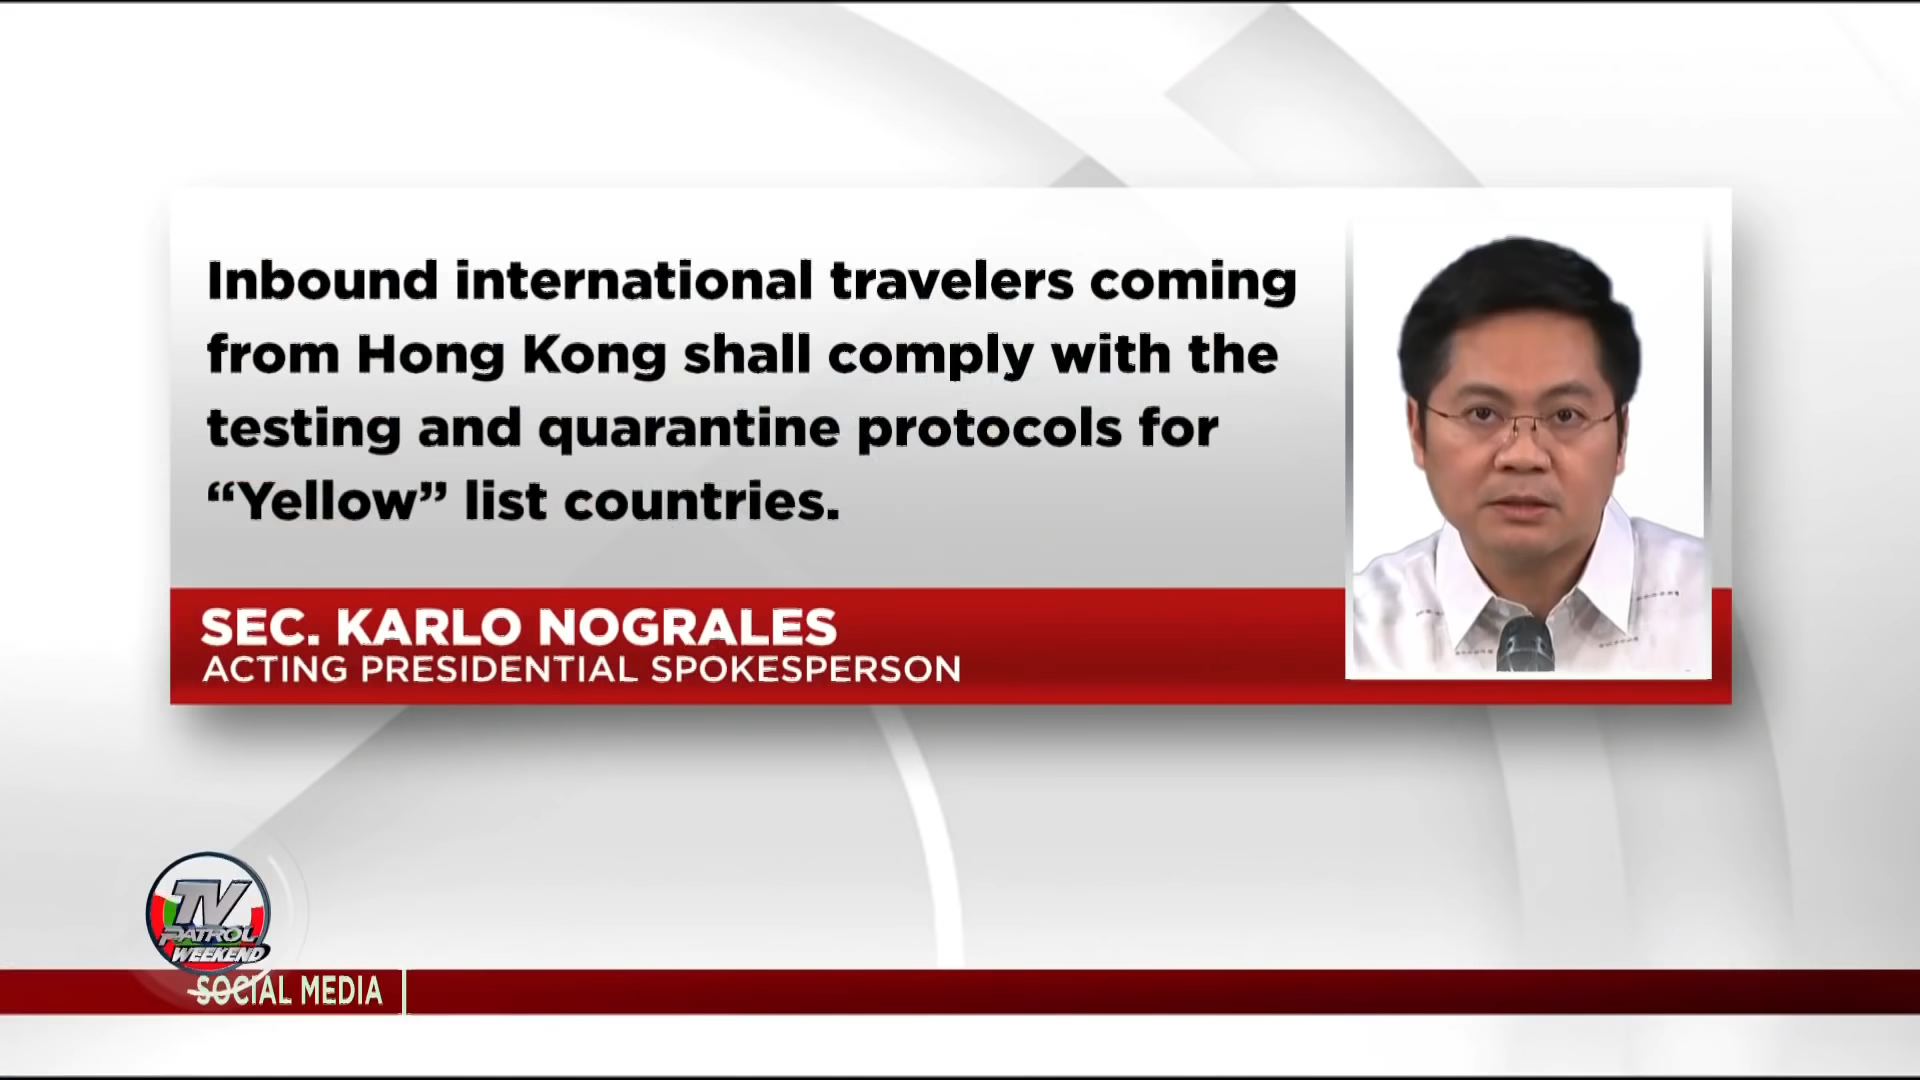 Inbound international travelers coming
from Hong Kong shall comply with the
testing and quarantine protocols for
“Yellow” list countries.
SEC. KARLO NOGRALES
ACTING PRESIDENTIAL SPOKESPERSON
TV
PATROL
WEEKEND
SOCIAL MEDIA